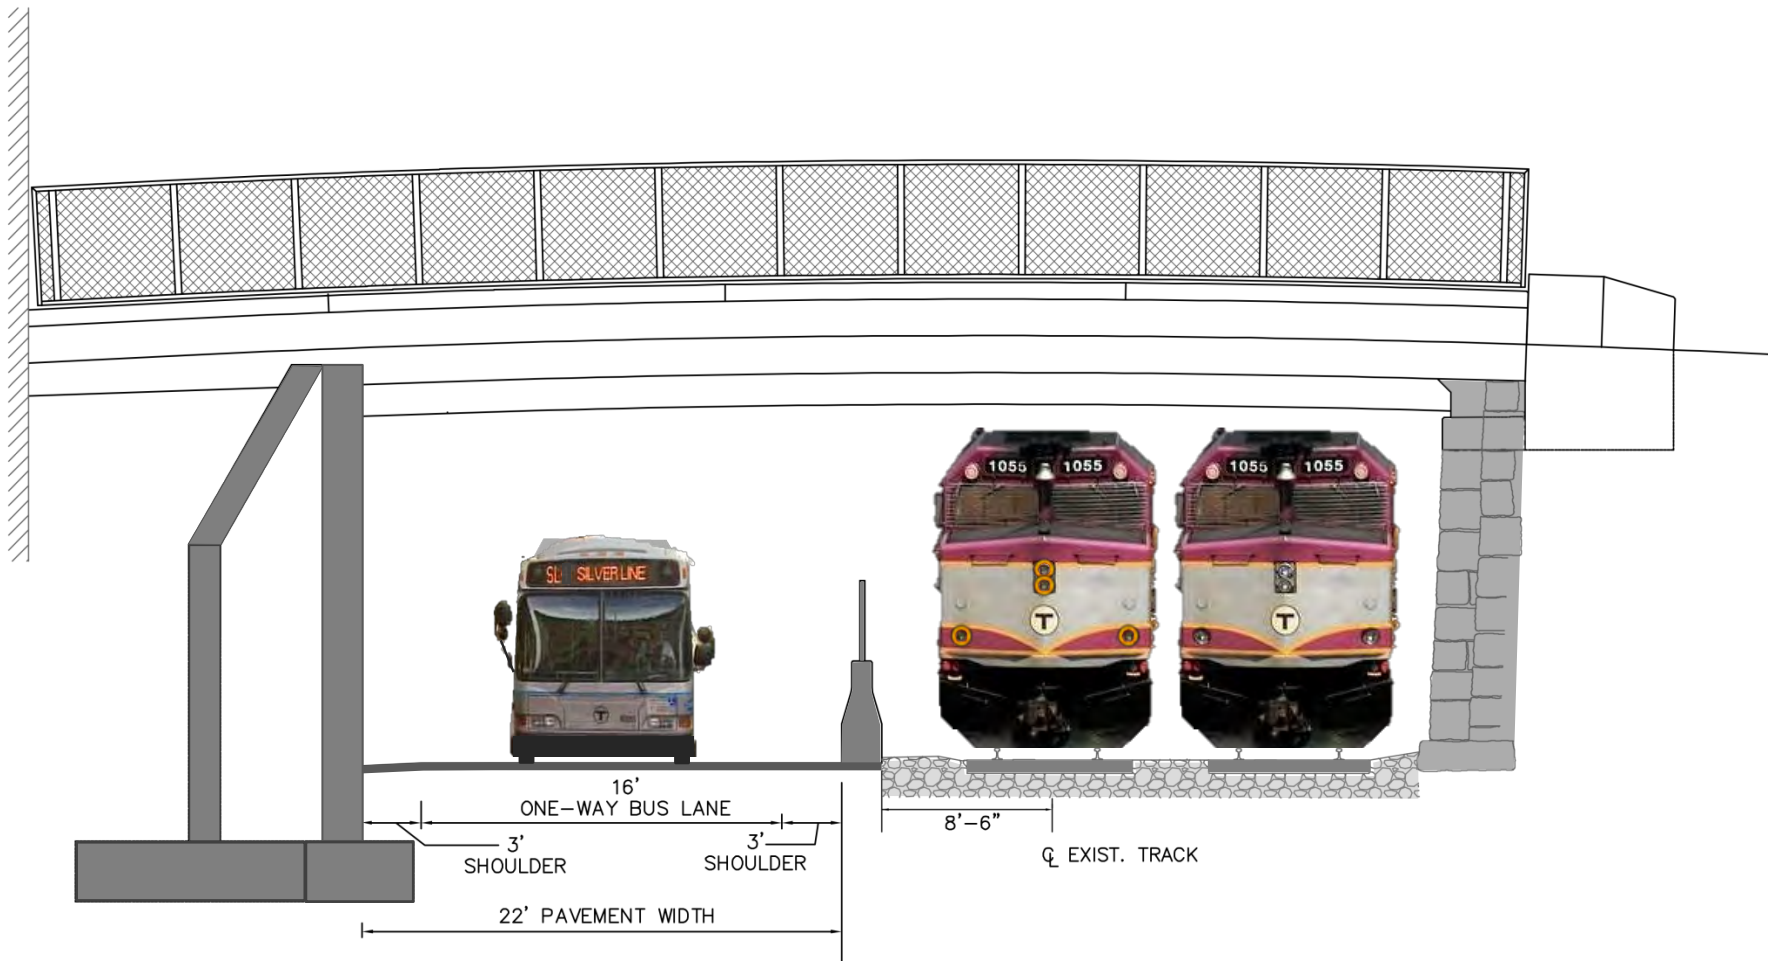 1055 1055 1055 1055
SL SILVER LINE
T T
T
16'
ONE-WAY BUS LANE
8'-6"
3'
SHOULDER
3'
SHOULDER
℄ EXIST. TRACK
22' PAVEMENT WIDTH